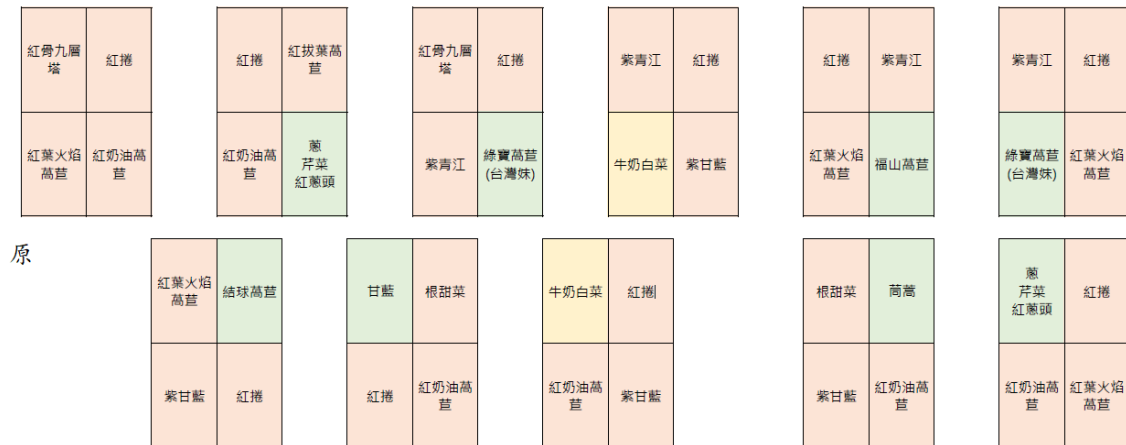 紅骨九層
塔
紅捲
紅捲
紅拔葉萵
苣
紅骨九層
塔
紅捲
紫青江
紅捲
紅捲
紫青江
紫青江
紅捲
紅葉火焰
萵苣
紅奶油萵
苣
紅奶油萵
苣
蔥
芹菜
紅蔥頭
紫青江
綠寶萵苣
(台灣妹)
牛奶白菜
紫甘藍
紅葉火焰
萵苣
福山萵苣
綠寶萵苣
(台灣妹)
紅葉火焰
萵苣
原
紅葉火焰
萵苣
結球萵苣
甘藍
根甜菜
牛奶白菜
紅捲
根甜菜
茼蒿
蔥
芹菜
紅蔥頭
紅捲
紫甘藍
紅捲
紅捲
紅奶油萵
苣
紅奶油萵
苣
紫甘藍
紫甘藍
紅奶油萵
苣
紅奶油萵
苣
紅葉火焰
萵苣